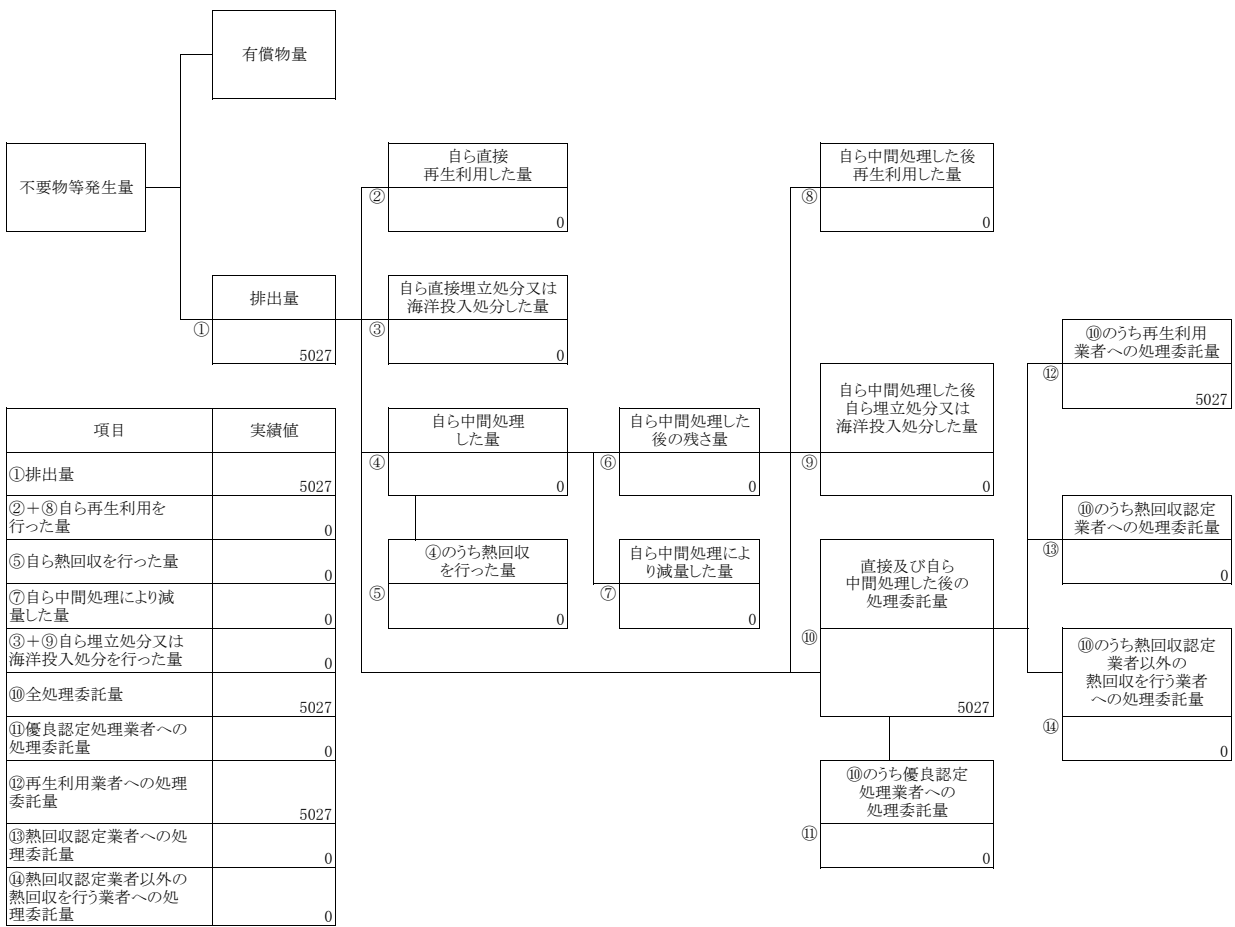 有償物量
不要物等発生量
自ら直接
再生利用した量
②
0
自ら中間処理した後
再生利用した量
⑧
0
排出量
①
5027
自ら直接埋立処分又は
海洋投入処分した量
③
0
⑩のうち再生利用
業者への処理委託量
⑫
5027
自ら中間処理した後
自ら埋立処分又は
海洋投入処分した量
⑨
0
自ら中間処理
した量
④
0
自ら中間処理した
後の残さ量
⑥
0
⑩のうち熱回収認定
業者への処理委託量
⑬
0
④のうち熱回収
を行った量
⑤
0
自ら中間処理によ
り減量した量
⑦
0
直接及び自ら
中間処理した後の
処理委託量
⑩
5027
⑩のうち熱回収認定
業者以外の
熱回収を行う業者
への処理委託量
⑭
0
⑩のうち優良認定
処理業者への
処理委託量
⑪
0
項目 実績値
①排出量
5027
②+⑧自ら再生利用を
行った量
0
⑤自ら熱回収を行った量
0
⑦自ら中間処理により減
量した量
0
③+⑨自ら埋立処分又は
海洋投入処分を行った量
0
⑩全処理委託量
5027
⑪優良認定処理業者への
処理委託量
0
⑫再生利用業者への処理
委託量
5027
⑬熱回収認定業者への処
理委託量
0
⑭熱回収認定業者以外の
熱回収を行う業者への処
理委託量
0